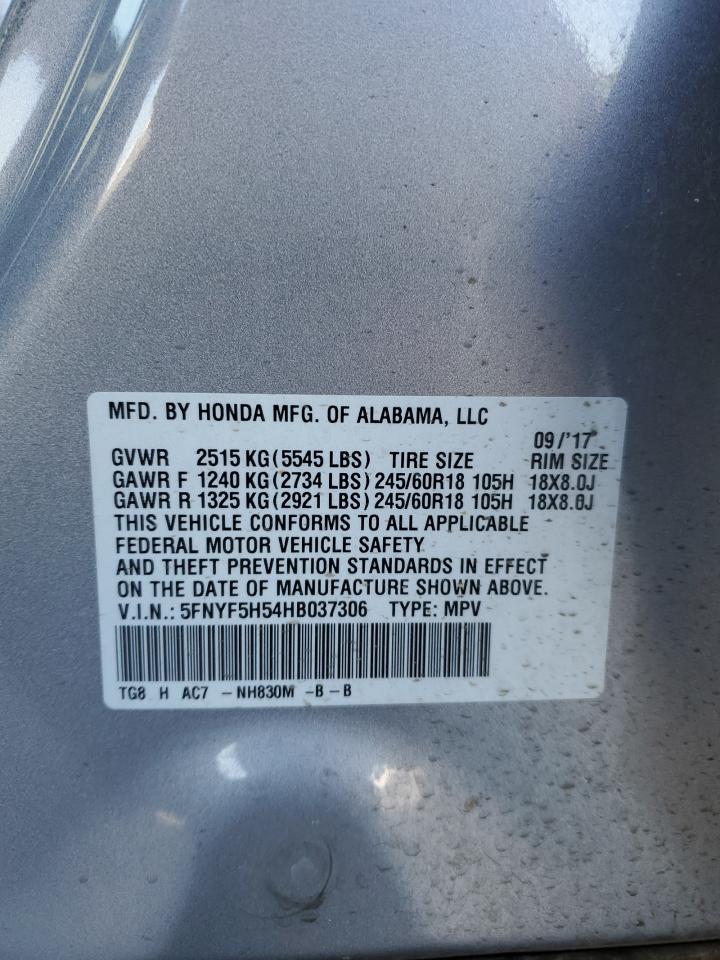 MFD. BY HONDA MFG. OF ALABAMA, LLC
09/'17
GVWR 2515 KG (5545 LBS) TIRE SIZE RIM SIZE
GAWR F 1240 KG (2734 LBS) 245/60R18 105H 18X8.0J
GAWR R 1325 KG (2921 LBS) 245/60R18 105H 18X8.0J
THIS VEHICLE CONFORMS TO ALL APPLICABLE
FEDERAL MOTOR VEHICLE SAFETY
AND THEFT PREVENTION STANDARDS IN EFFECT
ON THE DATE OF MANUFACTURE SHOWN ABOVE.
V.I.N.: 5FNYF5H54HB037306 TYPE: MPV
TG8 H AC7 - NH830M - B - B